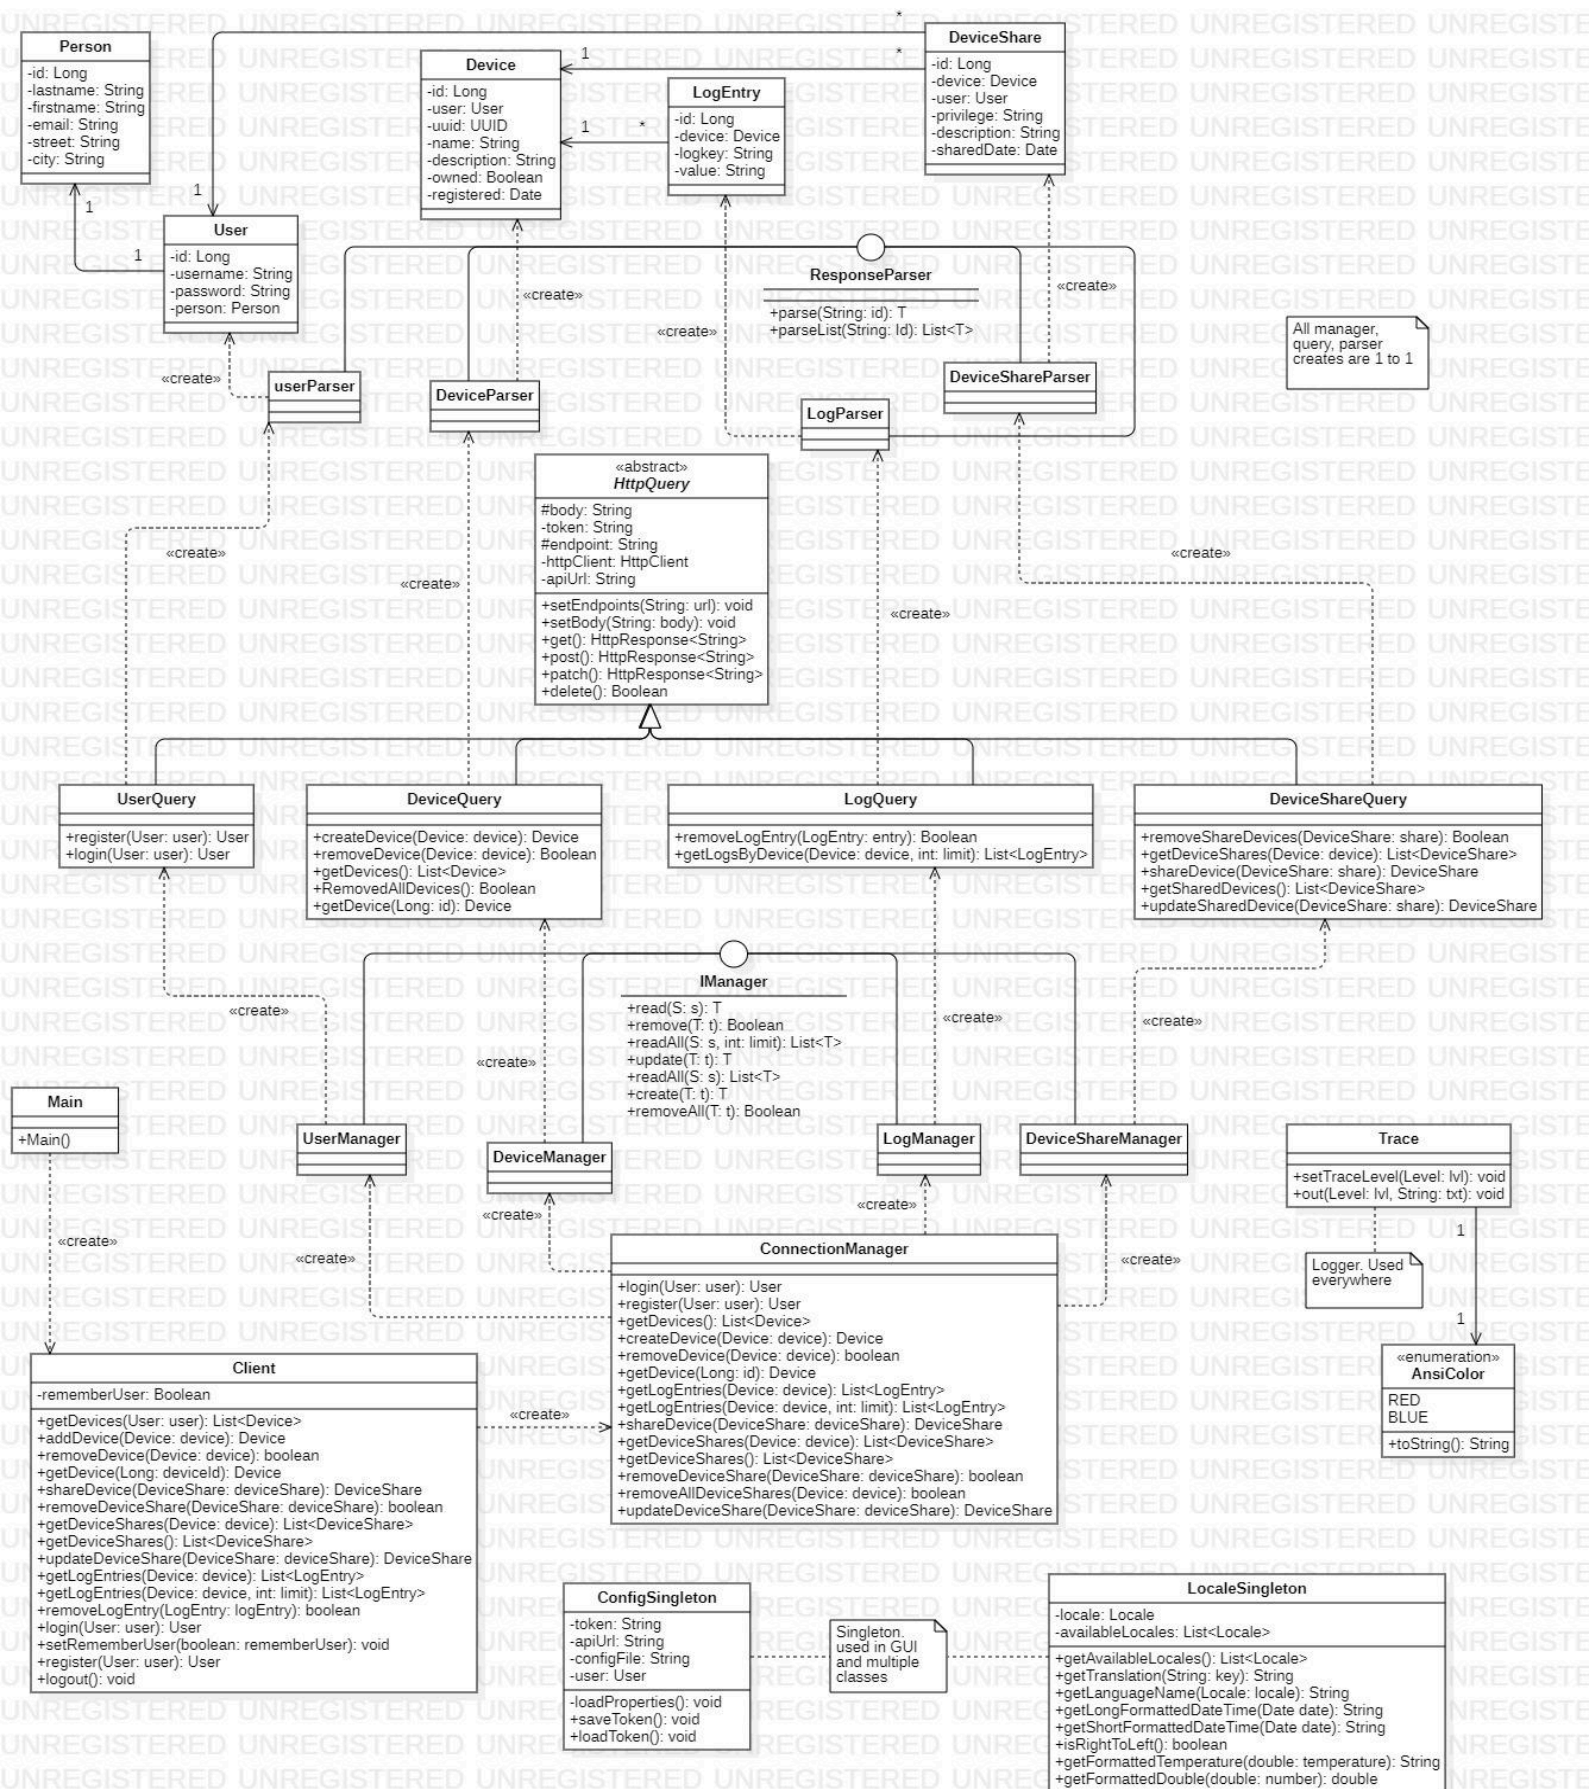 Person
-id: Long
-lastname: String
-firstname: String
-email: String
-street: String
-city: String
1
1
User
-id: Long
-username: String
-password: String
-person: Person
1
*
Device
-id: Long
-user: User
-uuid: UUID
-name: String
-description: String
-owned: Boolean
-registered: Date
1
*
1
*
LogEntry
-id: Long
-device: Device
-logkey: String
-value: String
DeviceShare
-id: Long
-device: Device
-user: User
-privilege: String
-description: String
-sharedDate: Date
ResponseParser
+parse(String: id): T
+parseList(String: Id): List<T>
«create»
«create»
«create»
«create»
All manager,
query, parser
creates are 1 to 1
userParser
DeviceParser
LogParser
DeviceShareParser
«abstract»
HttpQuery
#body: String
-token: String
#endpoint: String
-httpClient: HttpClient
-apiUrl: String
+setEndpoints(String: url): void
+setBody(String: body): void
+get(): HttpResponse<String>
+post(): HttpResponse<String>
+patch(): HttpResponse<String>
+delete(): Boolean
«create»
«create»
«create»
«create»
UserQuery
+register(User: user): User
+login(User: user): User
DeviceQuery
+createDevice(Device: device): Device
+removeDevice(Device: device): Boolean
+getDevices(): List<Device>
+RemovedAllDevices(): Boolean
+getDevice(Long: id): Device
LogQuery
+removeLogEntry(LogEntry: entry): Boolean
+getLogsByDevice(Device: device, int: limit): List<LogEntry>
DeviceShareQuery
+removeShareDevices(DeviceShare: share): Boolean
+getDeviceShares(Device: device): List<DeviceShare>
+shareDevice(DeviceShare: share): DeviceShare
+getSharedDevices(): List<DeviceShare>
+updateSharedDevice(DeviceShare: share): DeviceShare
IManager
+read(S: s): T
+remove(T: t): Boolean
+readAll(S: s, int: limit): List<T>
+update(T: t): T
+readAll(S: s): List<T>
+create(T: t): T
+removeAll(T: t): Boolean
«create»
«create»
«create»
«create»
Main
+Main()
UserManager
DeviceManager
LogManager
DeviceShareManager
Trace
+setTraceLevel(Level: lvl): void
+out(Level: lvl, String: txt): void
«create»
«create»
«create»
«create»
«create»
1
1
Logger. Used
everywhere
«enumeration»
AnsiColor
RED
BLUE
+toString(): String
ConnectionManager
+login(User: user): User
+register(User: user): User
+getDevices(): List<Device>
+createDevice(Device: device): Device
+removeDevice(Device: device): boolean
+getDevice(Long: id): Device
+getLogEntries(Device: device): List<LogEntry>
+getLogEntries(Device: device, int: limit): List<LogEntry>
+shareDevice(DeviceShare: deviceShare): DeviceShare
+getDeviceShares(Device: device): List<DeviceShare>
+getDeviceShares(): List<DeviceShare>
+removeDeviceShare(DeviceShare: deviceShare): boolean
+removeAllDeviceShares(Device: device): boolean
+updateDeviceShare(DeviceShare: deviceShare): DeviceShare
«create»
Client
-rememberUser: Boolean
+getDevices(User: user): List<Device>
+addDevice(Device: device): Device
+removeDevice(Device: device): boolean
+getDevice(Long: deviceId): Device
+shareDevice(DeviceShare: deviceShare): DeviceShare
+removeDeviceShare(DeviceShare: deviceShare): boolean
+getDeviceShares(Device: device): List<DeviceShare>
+getDeviceShares(): List<DeviceShare>
+updateDeviceShare(DeviceShare: deviceShare): DeviceShare
+getLogEntries(Device: device): List<LogEntry>
+getLogEntries(Device: device, int: limit): List<LogEntry>
+removeLogEntry(LogEntry: logEntry): boolean
+login(User: user): User
+setRememberUser(boolean: rememberUser): void
+register(User: user): User
+logout(): void
ConfigSingleton
-token: String
-apiUrl: String
-configFile: String
-user: User
-loadProperties(): void
+saveToken(): void
+loadToken(): void
Singleton.
used in GUI
and multiple
classes
LocaleSingleton
-locale: Locale
-availableLocales: List<Locale>
+getAvailableLocales(): List<Locale>
+getTranslation(String: key): String
+getLanguageName(Locale: locale): String
+getLongFormattedDateTime(Date date): String
+getShortFormattedDateTime(Date date): String
+isRightToLeft(): boolean
+getFormattedTemperature(double: temperature): String
+getFormattedDouble(double: number): double